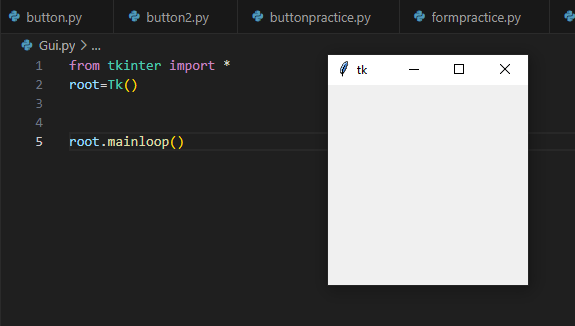 button.py button2.py buttonpractice.py formpractice.py
Gui.py > ...
1 from tkinter import *
2 root=Tk()
3
4
5 root.mainloop()
tk